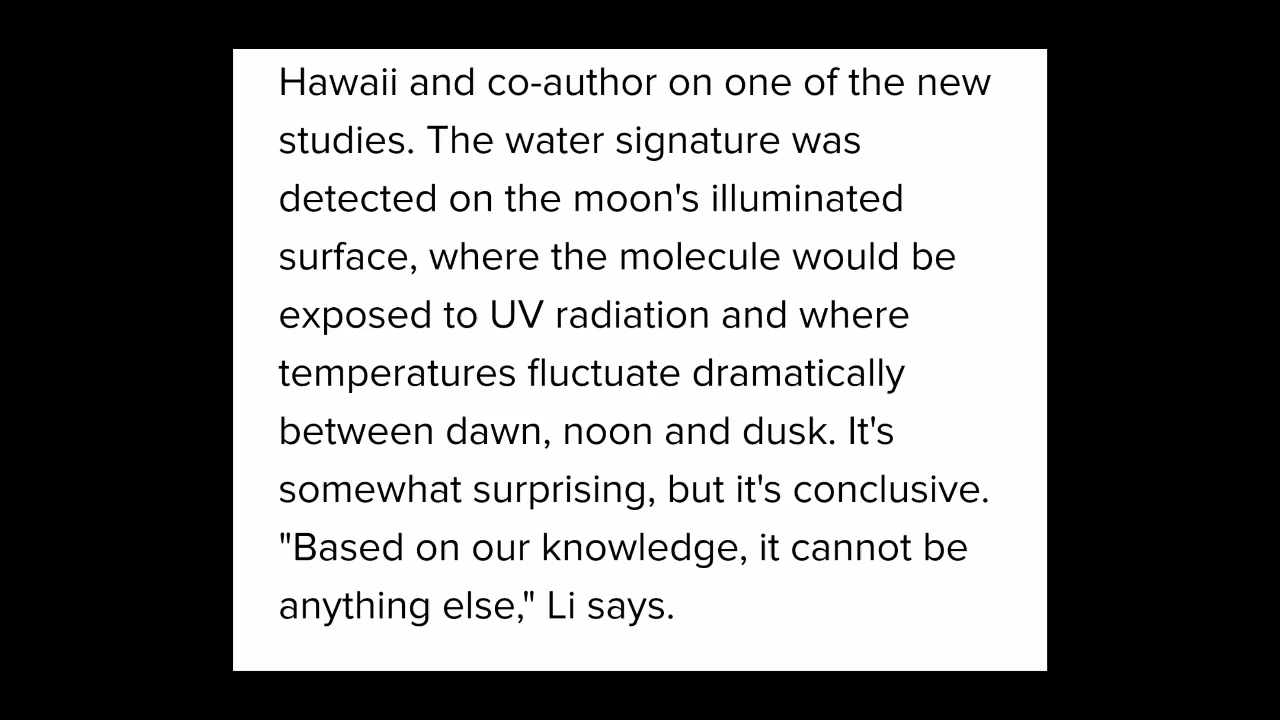 Hawaii and co-author on one of the new
studies. The water signature was
detected on the moon's illuminated
surface, where the molecule would be
exposed to UV radiation and where
temperatures fluctuate dramatically
between dawn, noon and dusk. It's
somewhat surprising, but it's conclusive.
"Based on our knowledge, it cannot be
anything else," Li says.